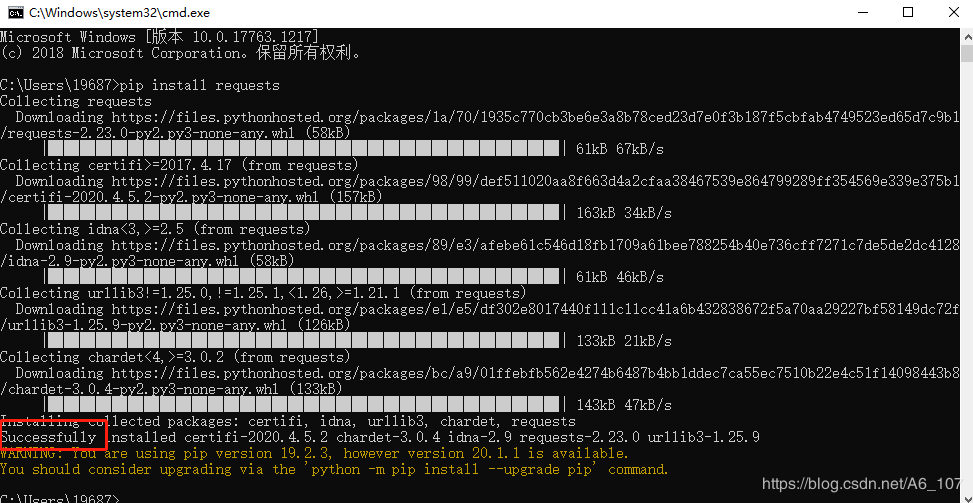 C:\Windows\system32\cmd.exe
Microsoft Windows [版本 10.0.17763.1217]
(c) 2018 Microsoft Corporation。保留所有权利。
C:\Users\19687>pip install requests
Collecting requests
Downloading https://files.pythonhosted.org/packages/1a/70/1935c770cb3be6e3a8b78ced23d7e0f3b187f5cbfab4749523ed65d7c9b1
/requests-2.23.0-py2.py3-none-any.whl (58kB)
61kB 67kB/s
Collecting certifi>=2017.4.17 (from requests)
Downloading https://files.pythonhosted.org/packages/98/99/def511020aa8f663d4a2cfaa38467539e864799289ff354569e339e375b1
/certifi-2020.4.5.2-py2.py3-none-any.whl (157kB)
163kB 34kB/s
Collecting idna<3,>=2.5 (from requests)
Downloading https://files.pythonhosted.org/packages/89/e3/afebe61c546d18fb1709a61bee788254b40e736cff7271c7de5de2dc4128
/idna-2.9-py2.py3-none-any.whl (58kB)
61kB 46kB/s
Collecting urllib3!=1.25.0,!=1.25.1,<1.26,>=1.21.1 (from requests)
Downloading https://files.pythonhosted.org/packages/e1/e5/df302e8017440f111c11cc41a6b432838672f5a70aa29227bf58149dc72f
/urllib3-1.25.9-py2.py3-none-any.whl (126kB)
133kB 21kB/s
Collecting chardet<4,>=3.0.2 (from requests)
Downloading https://files.pythonhosted.org/packages/bc/a9/01ffebfb562e4274b6487b4bb1ddec7ca55ec7510b22e4c51f14098443b8
/chardet-3.0.4-py2.py3-none-any.whl (133kB)
143kB 47kB/s
Installing collected packages: certifi, idna, urllib3, chardet, requests
Successfully installed certifi-2020.4.5.2 chardet-3.0.4 idna-2.9 requests-2.23.0 urllib3-1.25.9
WARNING: You are using pip version 19.2.3, however version 20.1.1 is available.
You should consider upgrading via the 'python -m pip install --upgrade pip' command.
C:\Users\19687>
https://blog.csdn.net/A6_107